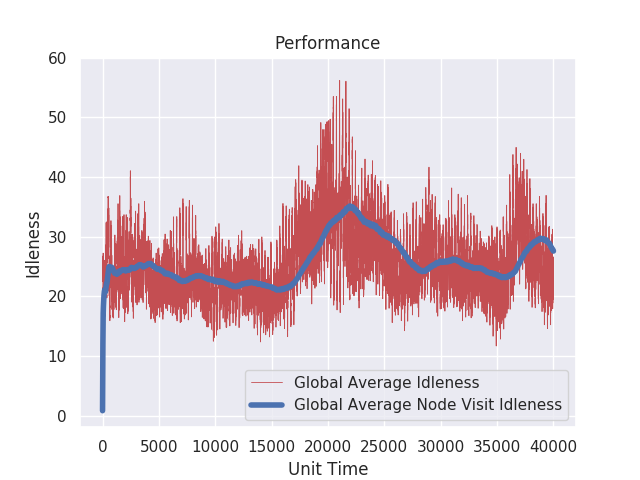 Performance
60
50
40
30
20
10
0
Idleness
0 5000 10000 15000 20000 25000 30000 35000 40000
Unit Time
Global Average Idleness
Global Average Node Visit Idleness